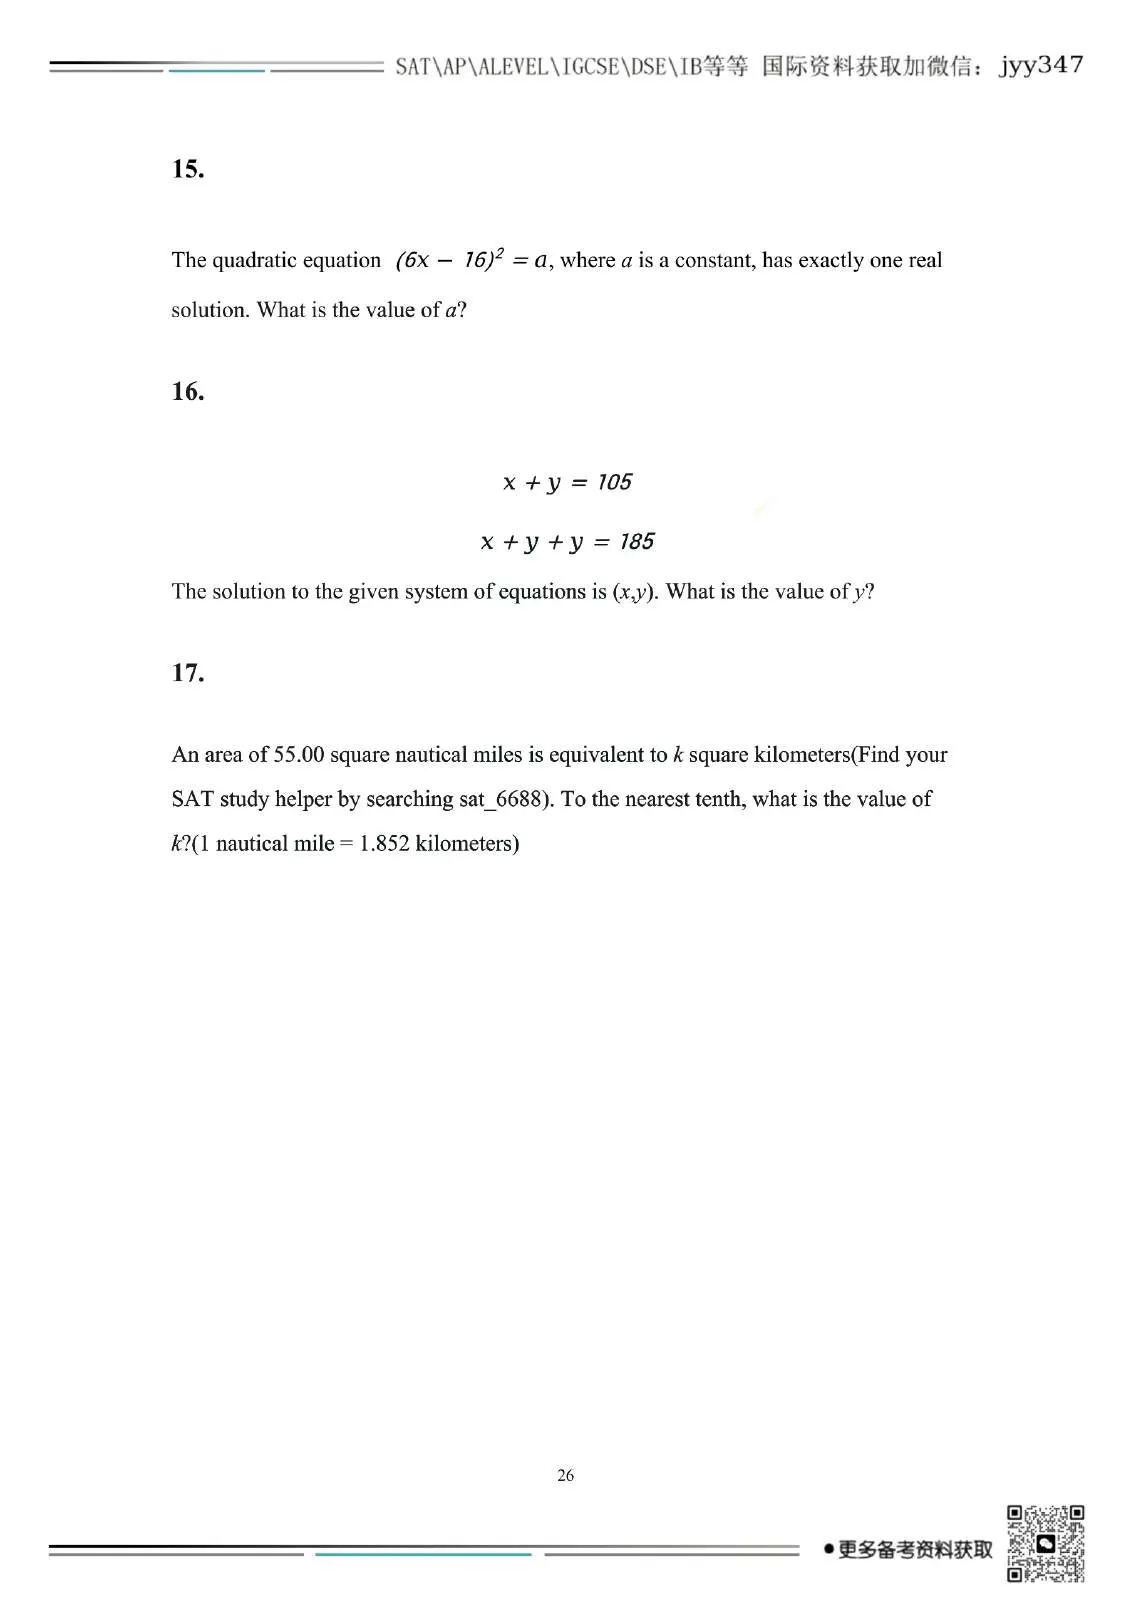 SAT\AP\ALEVEL\IGCSE\DSE\IB等等 国际资料获取加微信：jyy347
15.
The quadratic equation (6x − 16)² = a, where a is a constant, has exactly one real
solution. What is the value of a?
16.
x + y = 105
x + y + y = 185
The solution to the given system of equations is (x,y). What is the value of y?
17.
An area of 55.00 square nautical miles is equivalent to k square kilometers(Find your
SAT study helper by searching sat_6688). To the nearest tenth, what is the value of
k?(1 nautical mile = 1.852 kilometers)
26
●更多备考资料获取